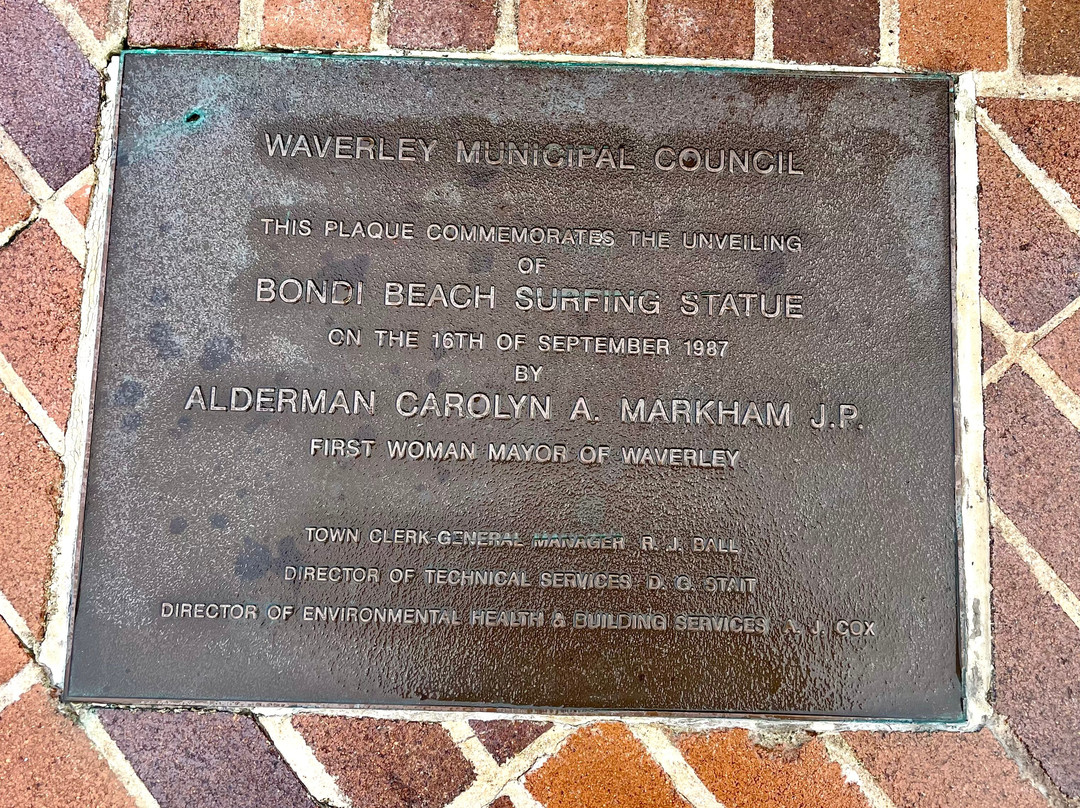 WAVERLEY MUNICIPAL COUNCIL
THIS PLAQUE COMMEMORATES THE UNVEILING
OF
BONDI BEACH SURFING STATUE
ON THE 16TH OF SEPTEMBER 1987
BY
ALDERMAN CAROLYN A. MARKHAM J.P.
FIRST WOMAN MAYOR OF WAVERLEY
TOWN CLERK-GENERAL MANAGER R. J. BALL
DIRECTOR OF TECHNICAL SERVICES D. G. STAIT
DIRECTOR OF ENVIRONMENTAL HEALTH & BUILDING SERVICES A. J. COX